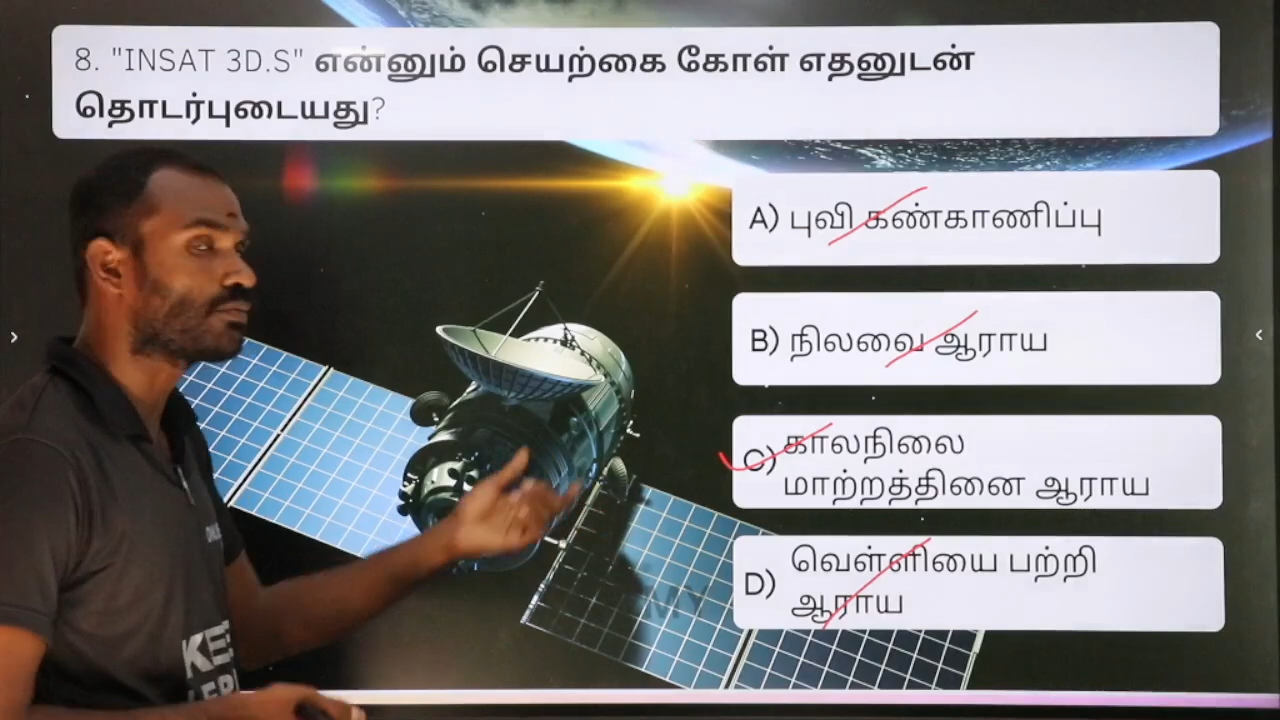 8. "INSAT 3D.S" என்னும் செயற்கை கோள் எதனுடன்
தொடர்புடையது?
A) புவி கண்காணிப்பு
B) நிலவை ஆராய
C) காலநிலை
மாற்றத்தினை ஆராய
D) வெள்ளியை பற்றி
ஆராய